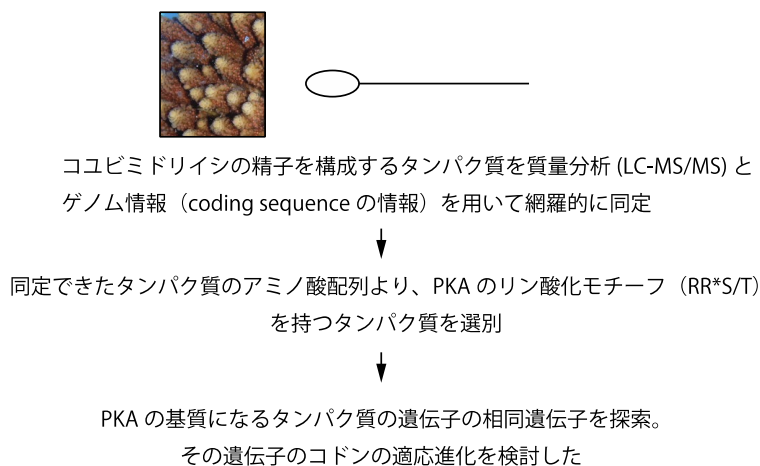 コユビミドリイシの精子を構成するタンパク質を質量分析 (LC-MS/MS) と
ゲノム情報（coding sequence の情報）を用いて網羅的に同定
同定できたタンパク質のアミノ酸配列より、PKA のリン酸化モチーフ（RR*S/T）
を持つタンパク質を選別
PKA の基質になるタンパク質の遺伝子の相同遺伝子を探索。
その遺伝子のコドンの適応進化を検討した